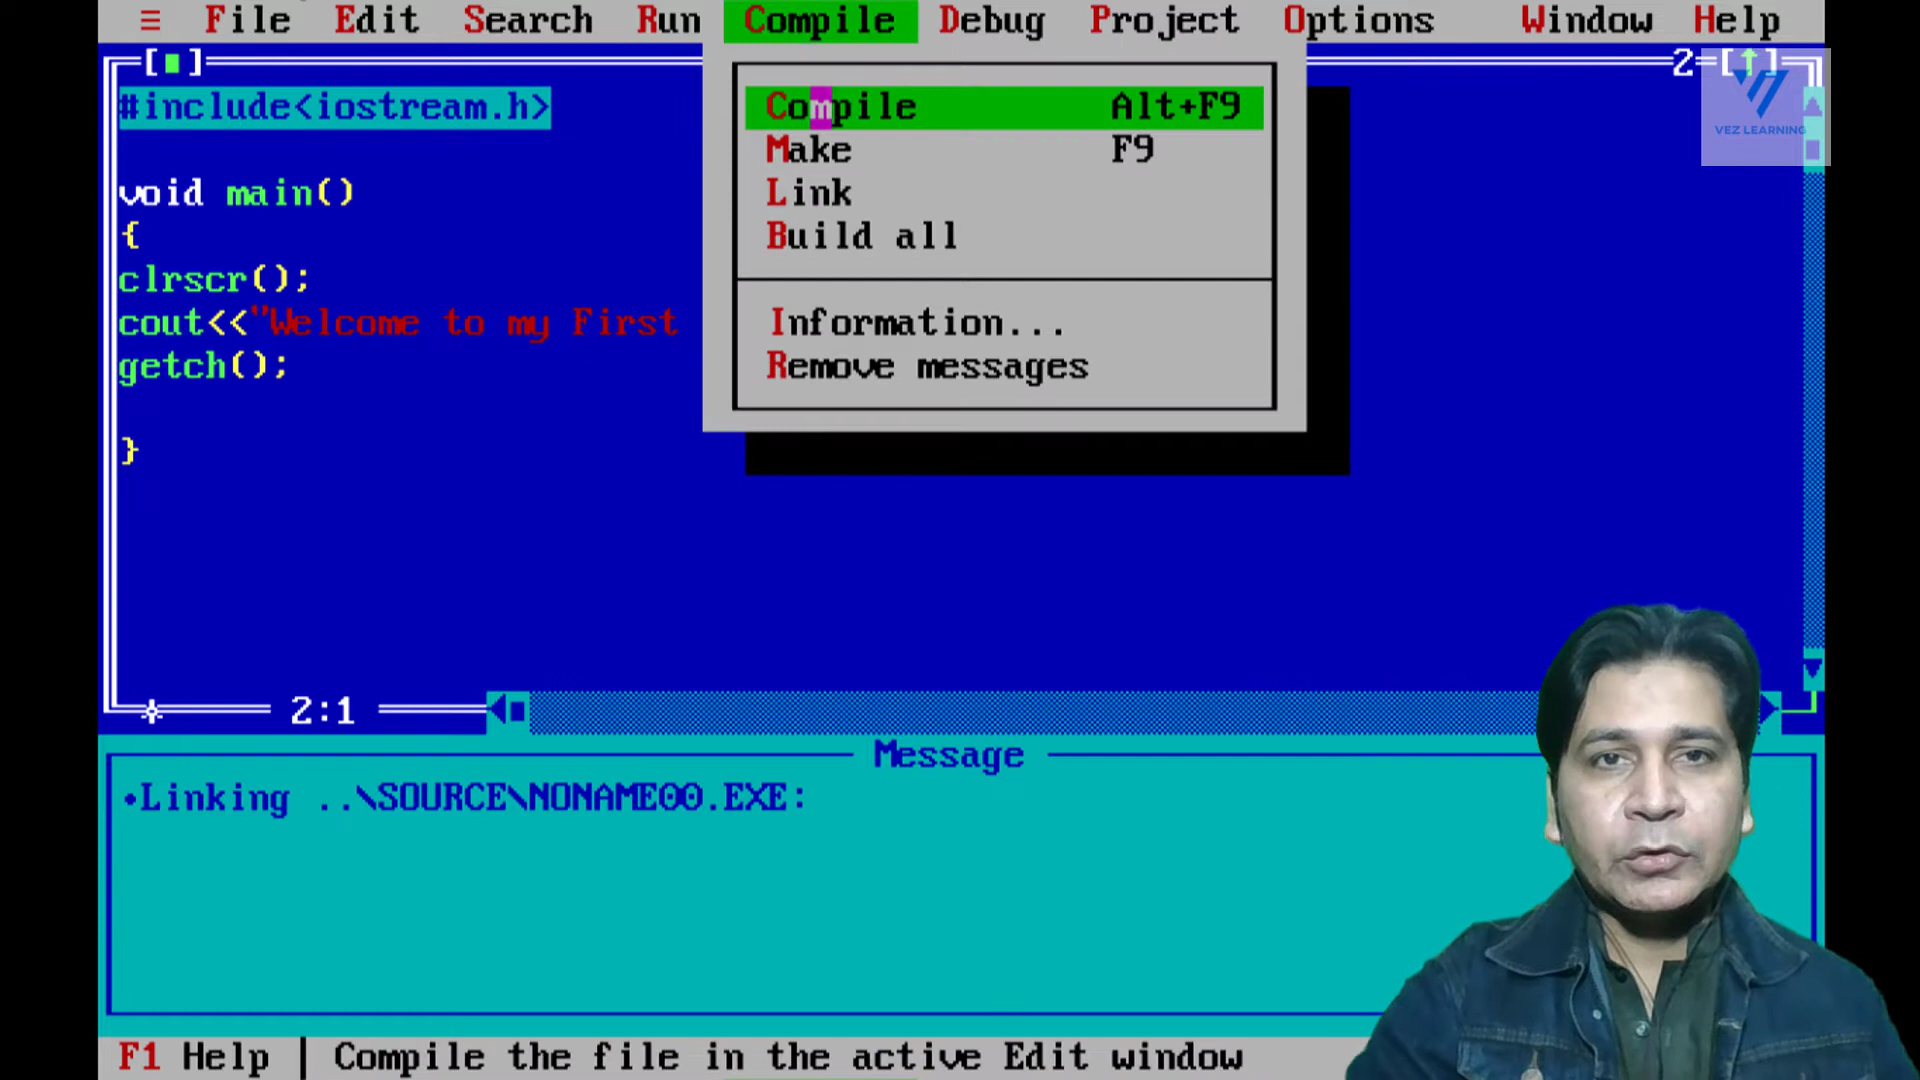 ≡ File Edit Search Run Compile Debug Project Options Window Help
[■] 2=[↑]
#include<iostream.h>
void main()
{
clrscr();
cout<<"Welcome to my First
getch();
}
Compile Alt+F9
Make F9
Link
Build all
Information...
Remove messages
VEZ LEARNING
2:1
Message
•Linking ..\SOURCE\NONAME00.EXE:
F1 Help | Compile the file in the active Edit window